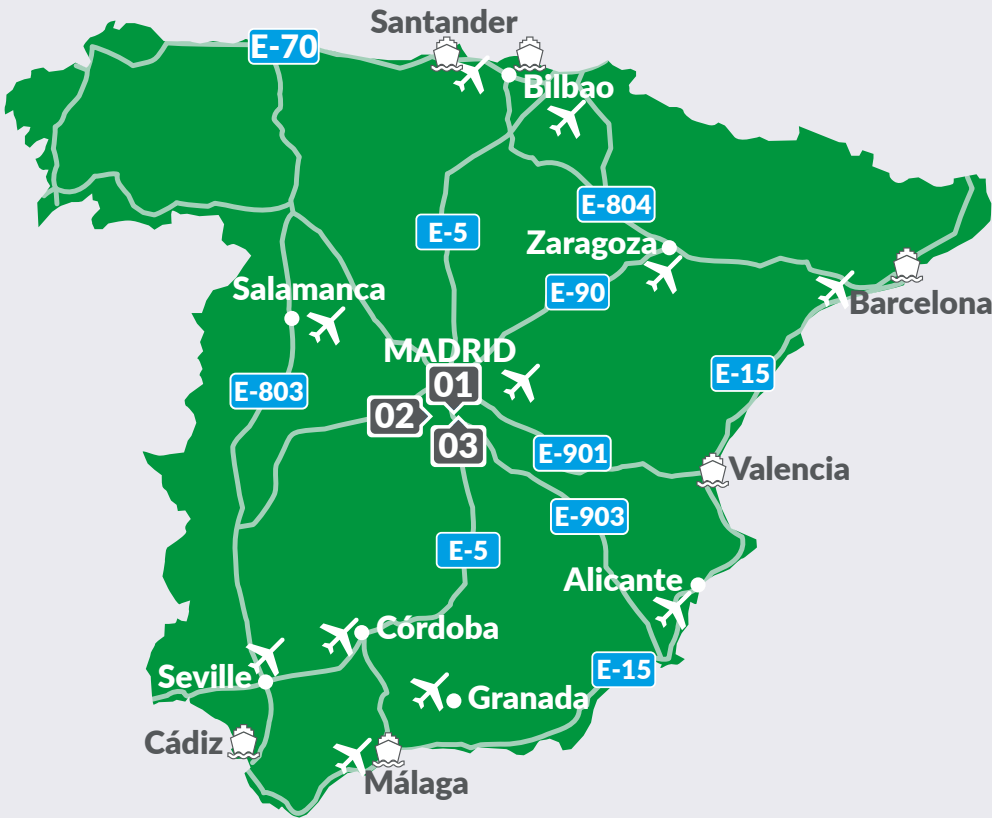 Santander
E-70
Bilbao
E-804
E-5
Zaragoza
E-90
Salamanca
Barcelona
MADRID
E-15
01
E-803
02
03
E-901
Valencia
E-903
E-5
Alicante
Córdoba
E-15
Seville
Granada
Cádiz
Málaga